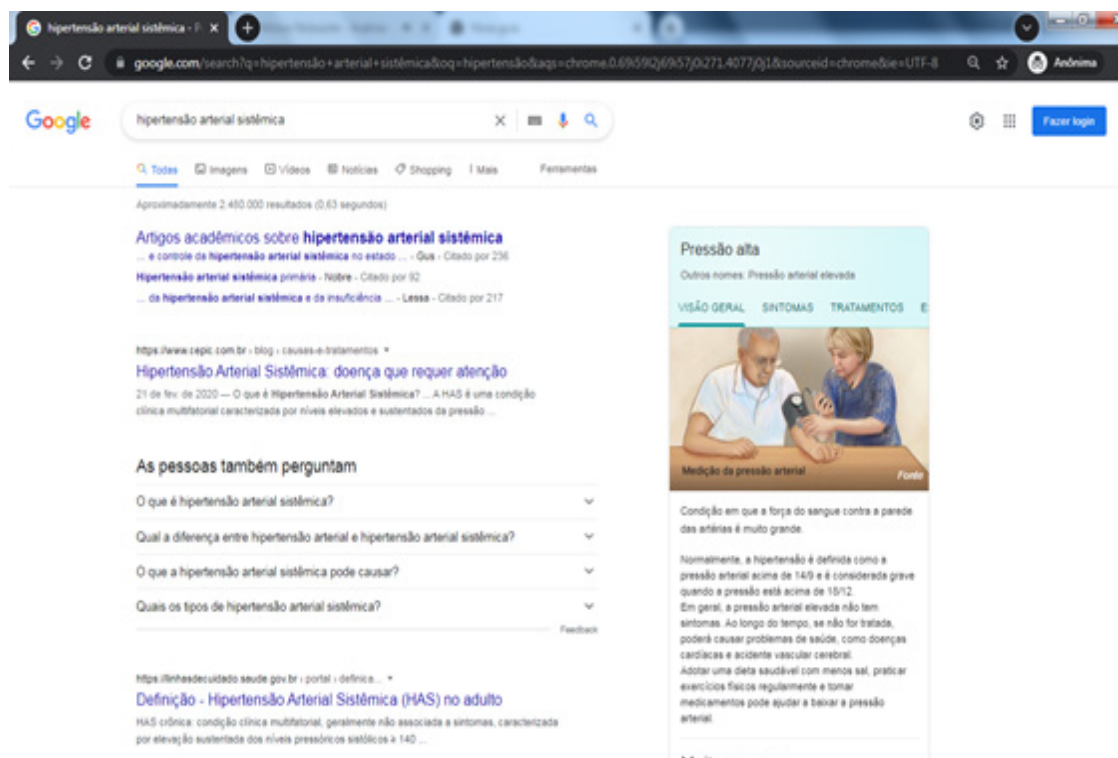 hipertensão arterial sistêmica - P
google.com/search?q=hipertensão+arterial+sistêmica&oq=hipertensão&aqs=chrome.0.69i59l2j69i57j0i271.4077j0j1&sourceid=chrome&ie=UTF-8
Anônima
Google
hipertensão arterial sistêmica
Fazer login
Todas Imagens Vídeos Notícias Shopping Mais Ferramentas
Aproximadamente 2.480.000 resultados (0,63 segundos)
Artigos acadêmicos sobre hipertensão arterial sistêmica
... e controle da hipertensão arterial sistêmica no estado ... - Gus - Citado por 236
Hipertensão arterial sistêmica primária - Nobre - Citado por 92
... da hipertensão arterial sistêmica e da insuficiência ... - Lessa - Citado por 217
https://www.cepic.com.br › blog › causas-e-tratamentos
Hipertensão Arterial Sistêmica: doença que requer atenção
21 de fev. de 2020 — O que é Hipertensão Arterial Sistêmica? ... A HAS é uma condição
clínica multifatorial caracterizada por níveis elevados e sustentados da pressão ...
As pessoas também perguntam
O que é hipertensão arterial sistêmica?
Qual a diferença entre hipertensão arterial e hipertensão arterial sistêmica?
O que a hipertensão arterial sistêmica pode causar?
Quais os tipos de hipertensão arterial sistêmica?
Feedback
https://linhasdecuidado.saude.gov.br › portal › definica...
Definição - Hipertensão Arterial Sistêmica (HAS) no adulto
HAS crônica: condição clínica multifatorial, geralmente não associada a sintomas, caracterizada
por elevação sustentada dos níveis pressóricos sistólicos ≥ 140 ...
Pressão alta
Outros nomes: Pressão arterial elevada
VISÃO GERAL SINTOMAS TRATAMENTOS E
Medição da pressão arterial
Fonte
Condição em que a força do sangue contra a parede
das artérias é muito grande.
Normalmente, a hipertensão é definida como a
pressão arterial acima de 14/9 e é considerada grave
quando a pressão está acima de 18/12.
Em geral, a pressão arterial elevada não tem
sintomas. Ao longo do tempo, se não for tratada,
poderá causar problemas de saúde, como doenças
cardíacas e acidente vascular cerebral.
Adotar uma dieta saudável com menos sal, praticar
exercícios físicos regularmente e tomar
medicamentos pode ajudar a baixar a pressão
arterial.